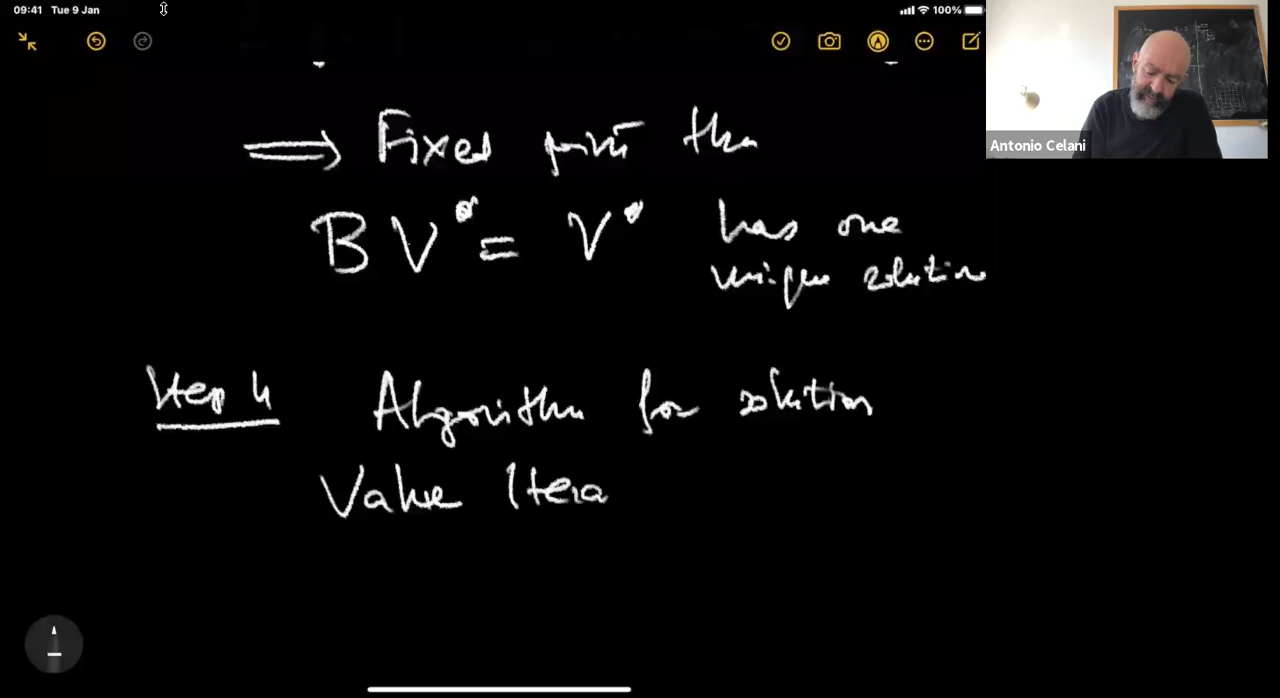 09:41 Tue 9 Jan
100%
⟹ Fixed point thm
B V* = V* has one
unique solution
Step 4 Algorithm for solution
Value Itera
Antonio Celani